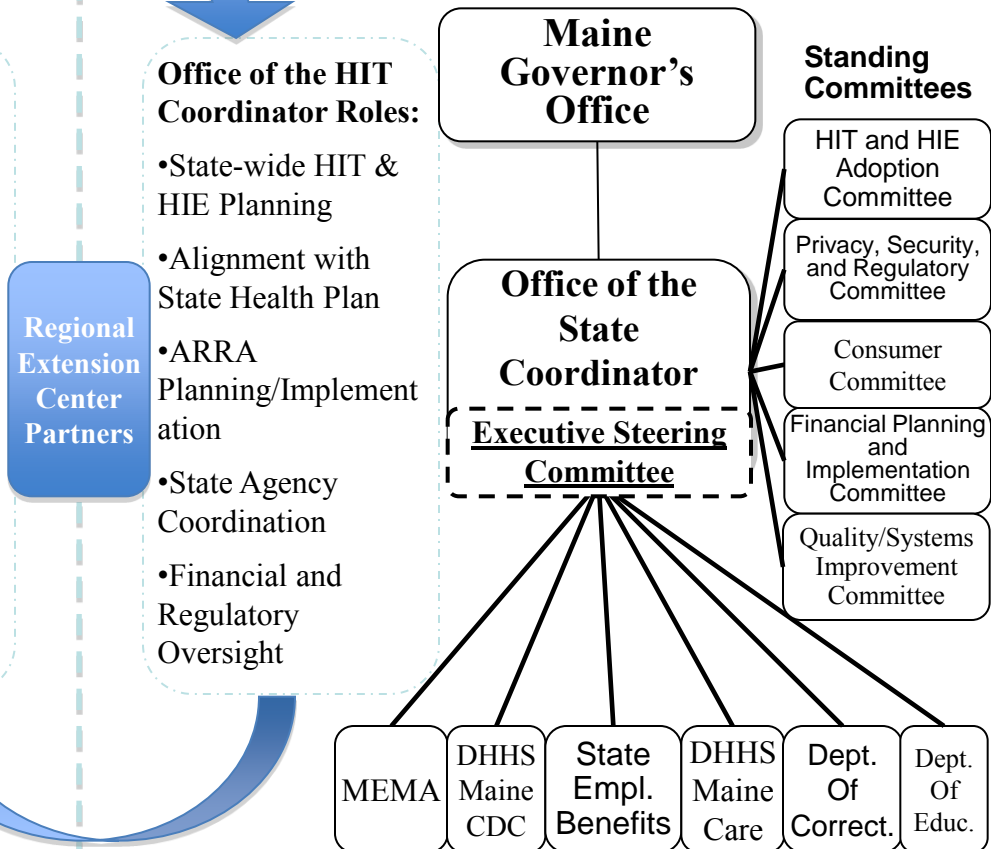 Regional
Extension
Center
Partners
Office of the HIT
Coordinator Roles:
•State-wide HIT &
HIE Planning
•Alignment with
State Health Plan
•ARRA
Planning/Implement
ation
•State Agency
Coordination
•Financial and
Regulatory
Oversight
Maine
Governor’s
Office
Office of the
State
Coordinator
Executive Steering
Committee
Standing
Committees
HIT and HIE
Adoption
Committee
Privacy, Security,
and Regulatory
Committee
Consumer
Committee
Financial Planning
and
Implementation
Committee
Quality/Systems
Improvement
Committee
MEMA
DHHS
Maine
CDC
State
Empl.
Benefits
DHHS
Maine
Care
Dept.
Of
Correct.
Dept.
Of
Educ.